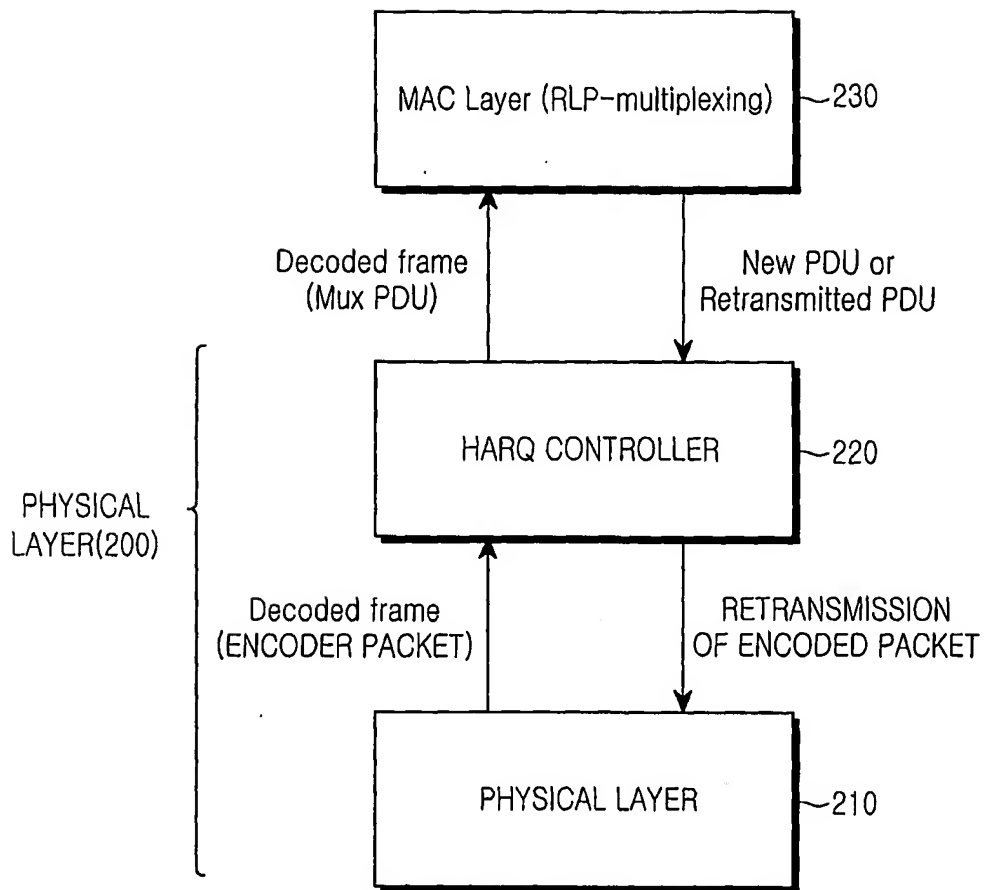 MAC Layer (RLP-multiplexing)
230
Decoded frame
(Mux PDU)
New PDU or
Retransmitted PDU
HARQ CONTROLLER
220
PHYSICAL
LAYER(200)
Decoded frame
(ENCODER PACKET)
RETRANSMISSION
OF ENCODED PACKET
PHYSICAL LAYER
210